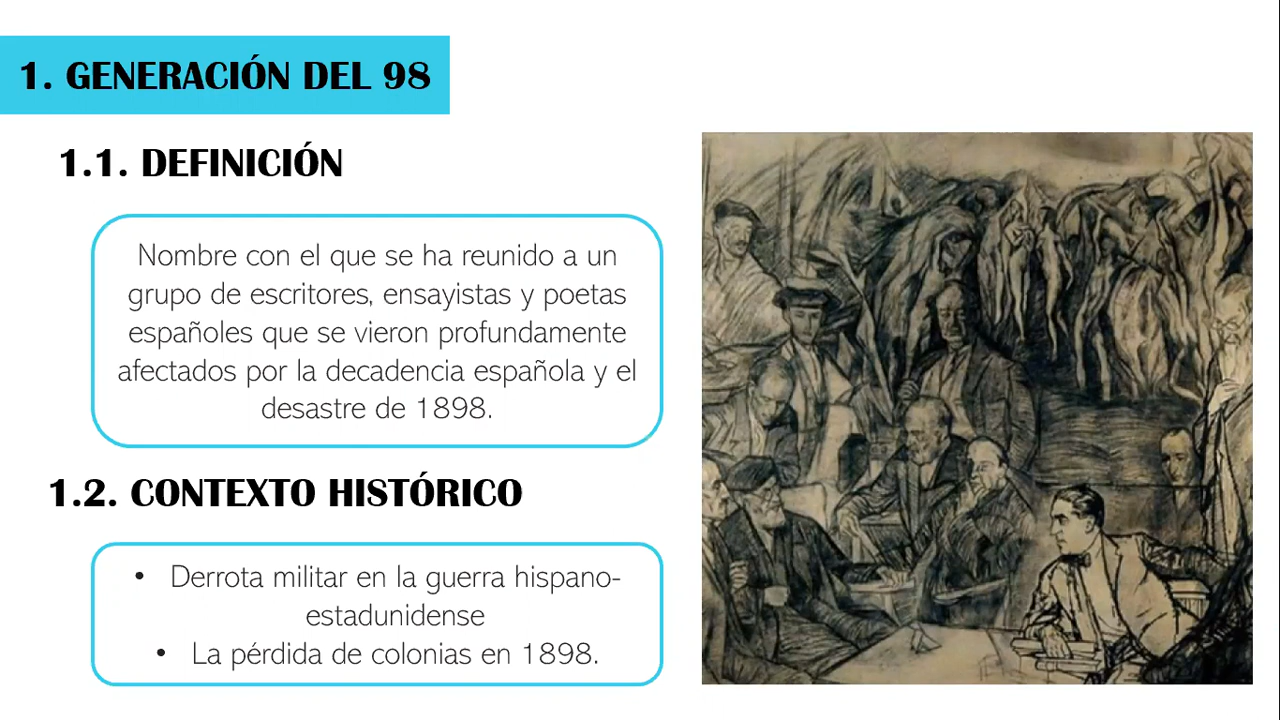 1. GENERACIÓN DEL 98
1.1. DEFINICIÓN
Nombre con el que se ha reunido a un
grupo de escritores, ensayistas y poetas
españoles que se vieron profundamente
afectados por la decadencia española y el
desastre de 1898.
1.2. CONTEXTO HISTÓRICO
• Derrota militar en la guerra hispano-
estadunidense
• La pérdida de colonias en 1898.